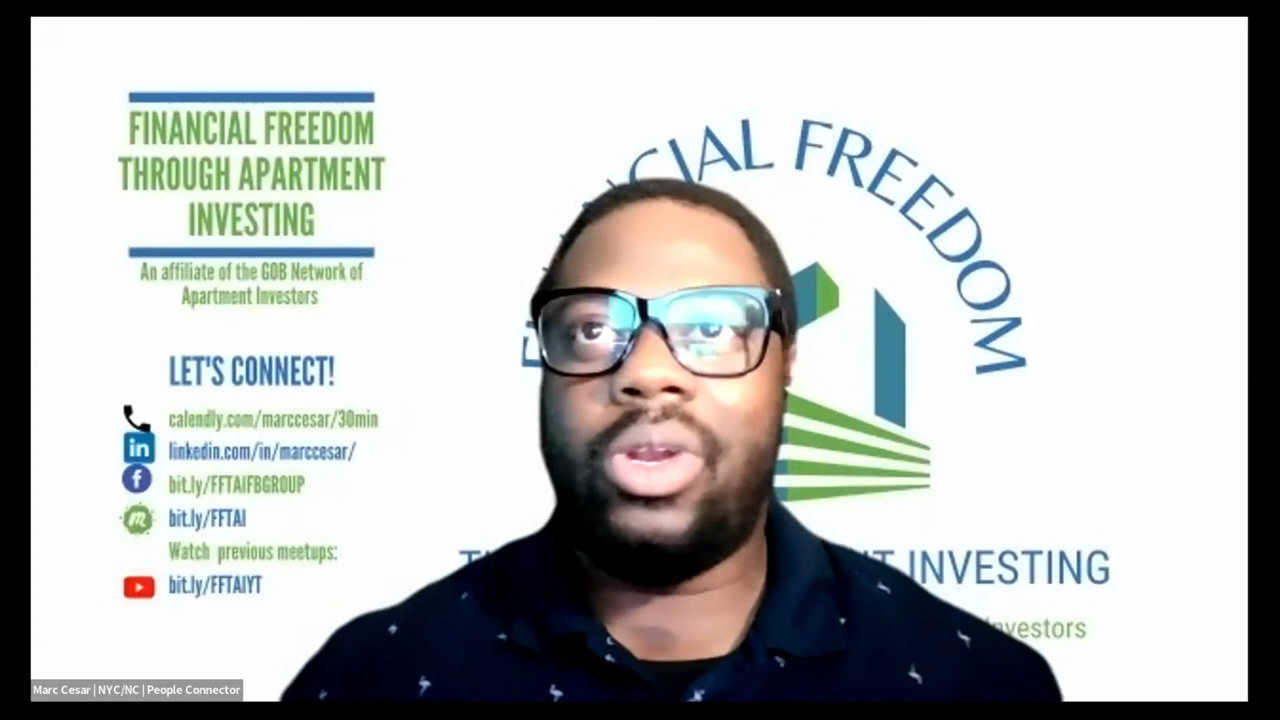 FINANCIAL FREEDOM
THROUGH APARTMENT
INVESTING
An affiliate of the GOB Network of
Apartment Investors
LET'S CONNECT!
calendly.com/marccesar/30min
in
linkedin.com/in/marccesar/
f
bit.ly/FFTAIFBGROUP
m
bit.ly/FFTAI
Watch previous meetups:
bit.ly/FFTAIYT
FREEDOM
INVESTING
Marc Cesar | NYC/NC | People Connector